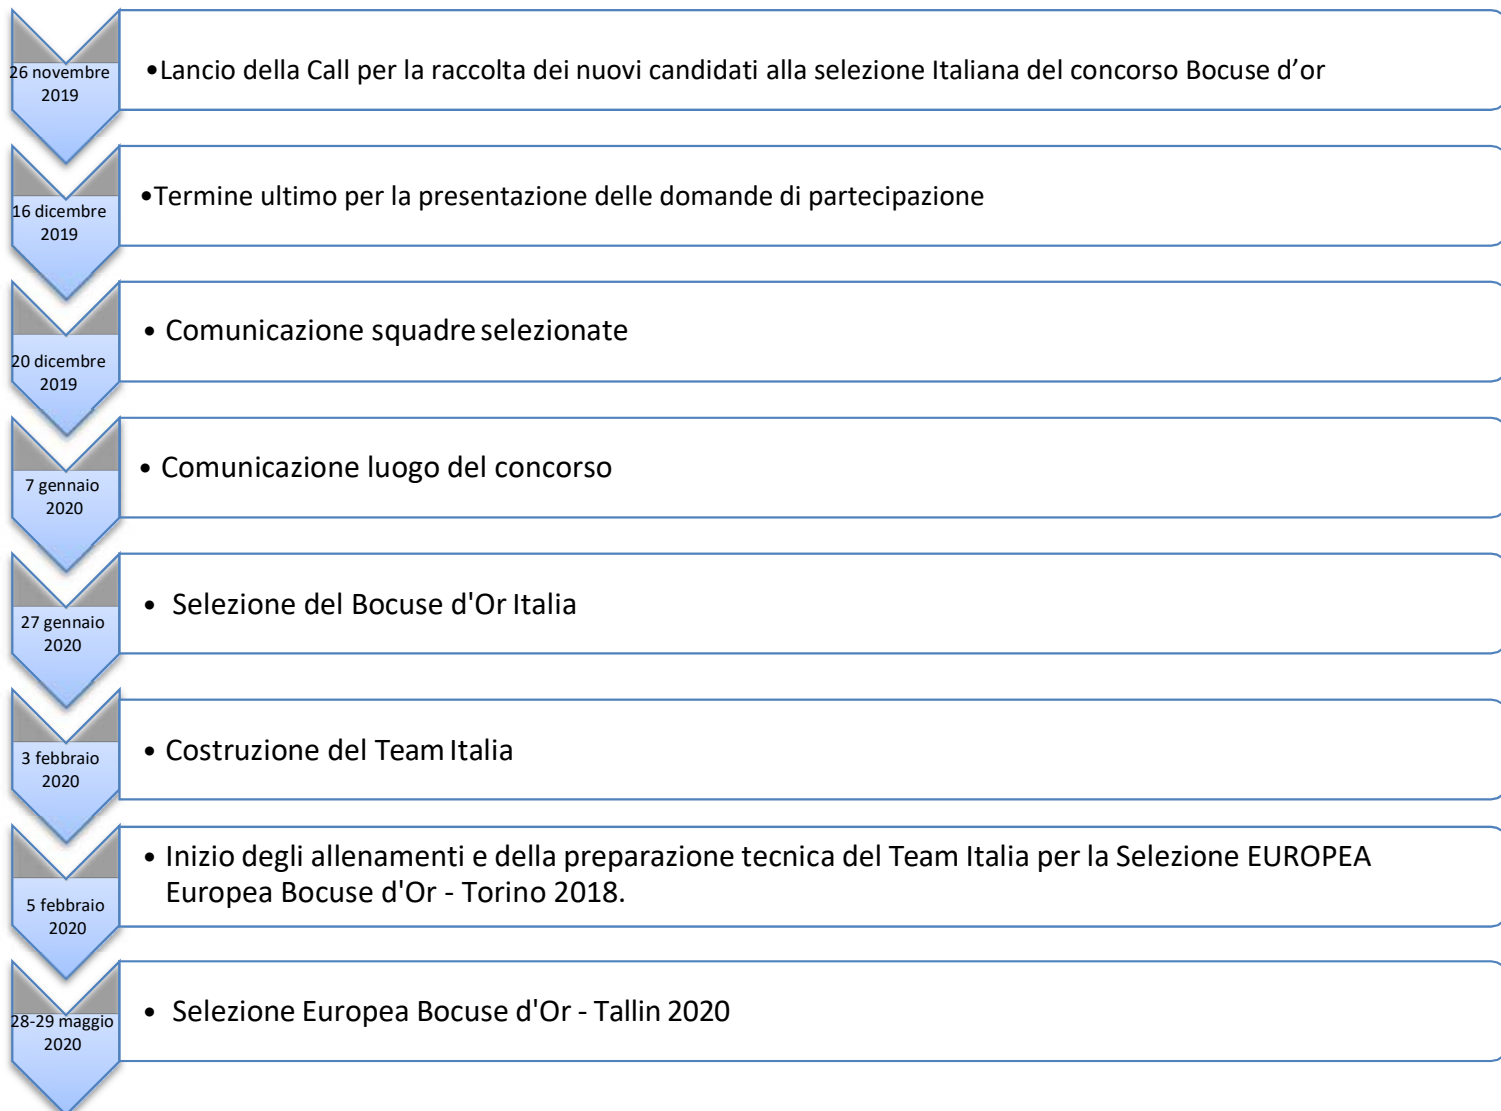 26 novembre
2019
•Lancio della Call per la raccolta dei nuovi candidati alla selezione Italiana del concorso Bocuse d’or
16 dicembre
2019
•Termine ultimo per la presentazione delle domande di partecipazione
20 dicembre
2019
• Comunicazione squadre selezionate
7 gennaio
2020
• Comunicazione luogo del concorso
27 gennaio
2020
• Selezione del Bocuse d'Or Italia
3 febbraio
2020
• Costruzione del Team Italia
5 febbraio
2020
• Inizio degli allenamenti e della preparazione tecnica del Team Italia per la Selezione EUROPEA
Europea Bocuse d'Or - Torino 2018.
28-29 maggio
2020
• Selezione Europea Bocuse d'Or - Tallin 2020